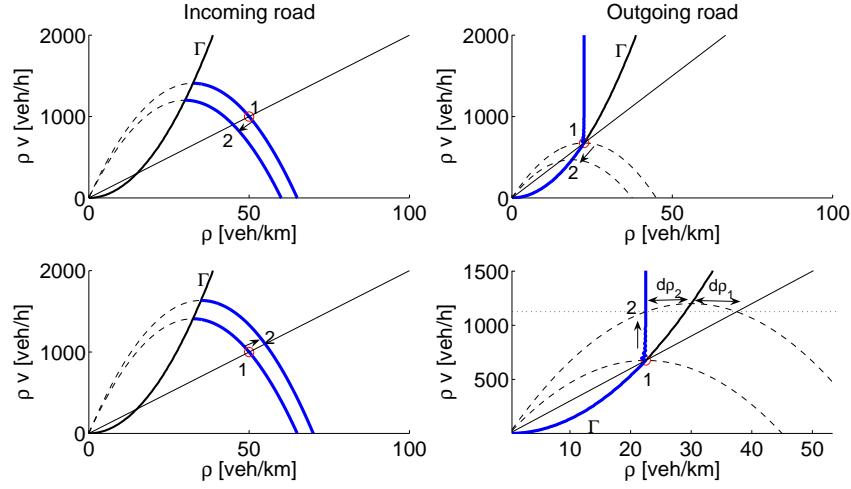 Incoming road
Outgoing road
ρ v [veh/h]
2000
1000
0
0
50
100
ρ [veh/km]
Γ
1
2
ρ v [veh/h]
2000
1000
0
0
50
100
ρ [veh/km]
Γ
1
2
ρ v [veh/h]
2000
1000
0
0
50
100
ρ [veh/km]
Γ
1
2
ρ v [veh/h]
1500
1000
500
10
20
30
40
50
ρ [veh/km]
dρ2
dρ1
2
1
Γ